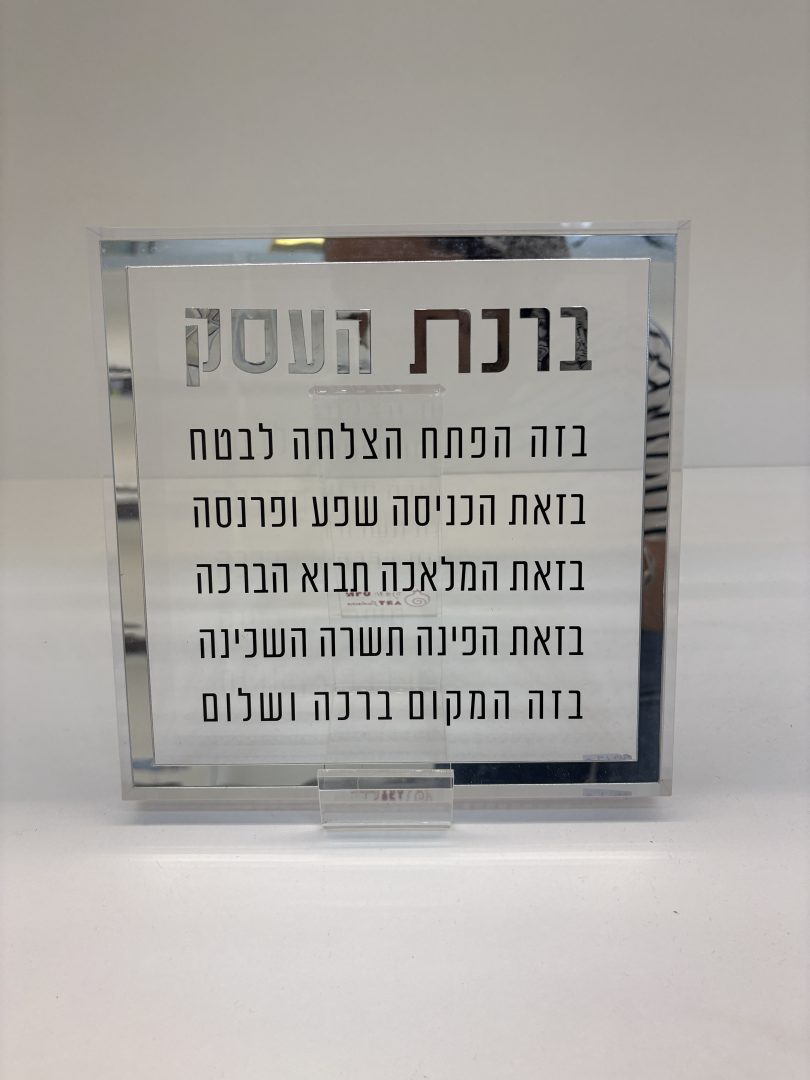 ברכת העסק
בזה הפתח הצלחה לבטח
בזאת הכניסה שפע ופרנסה
בזאת המלאכה תבוא הברכה
בזאת הפינה תשרה השכינה
בזה המקום ברכה ושלום
ART